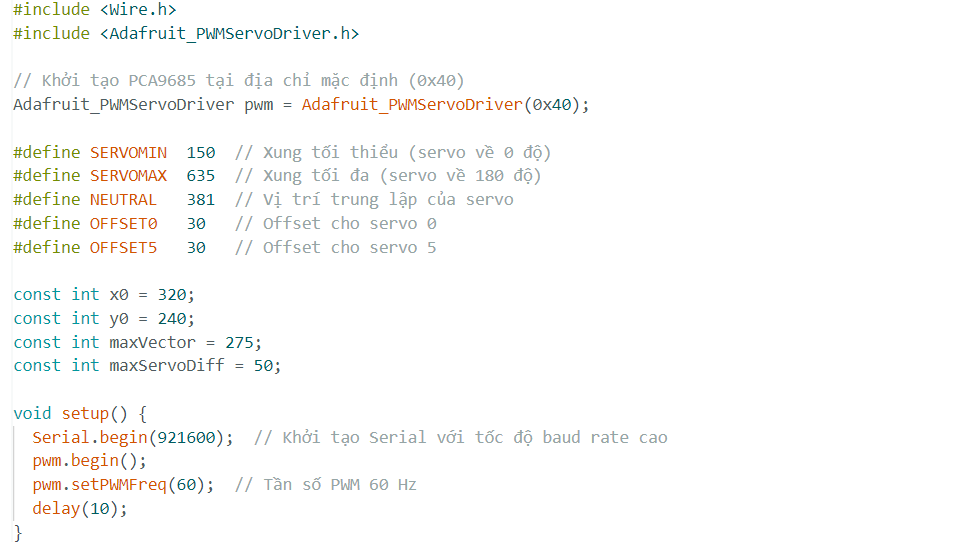 #include <Wire.h>
#include <Adafruit_PWMServoDriver.h>
// Khởi tạo PCA9685 tại địa chỉ mặc định (0x40)
Adafruit_PWMServoDriver pwm = Adafruit_PWMServoDriver(0x40);
#define SERVOMIN  150  // Xung tối thiểu (servo về 0 độ)
#define SERVOMAX  635  // Xung tối đa (servo về 180 độ)
#define NEUTRAL   381  // Vị trí trung lập của servo
#define OFFSET0   30   // Offset cho servo 0
#define OFFSET5   30   // Offset cho servo 5
const int x0 = 320;
const int y0 = 240;
const int maxVector = 275;
const int maxServoDiff = 50;
void setup() {
  Serial.begin(921600);  // Khởi tạo Serial với tốc độ baud rate cao
  pwm.begin();
  pwm.setPWMFreq(60);  // Tần số PWM 60 Hz
  delay(10);
}